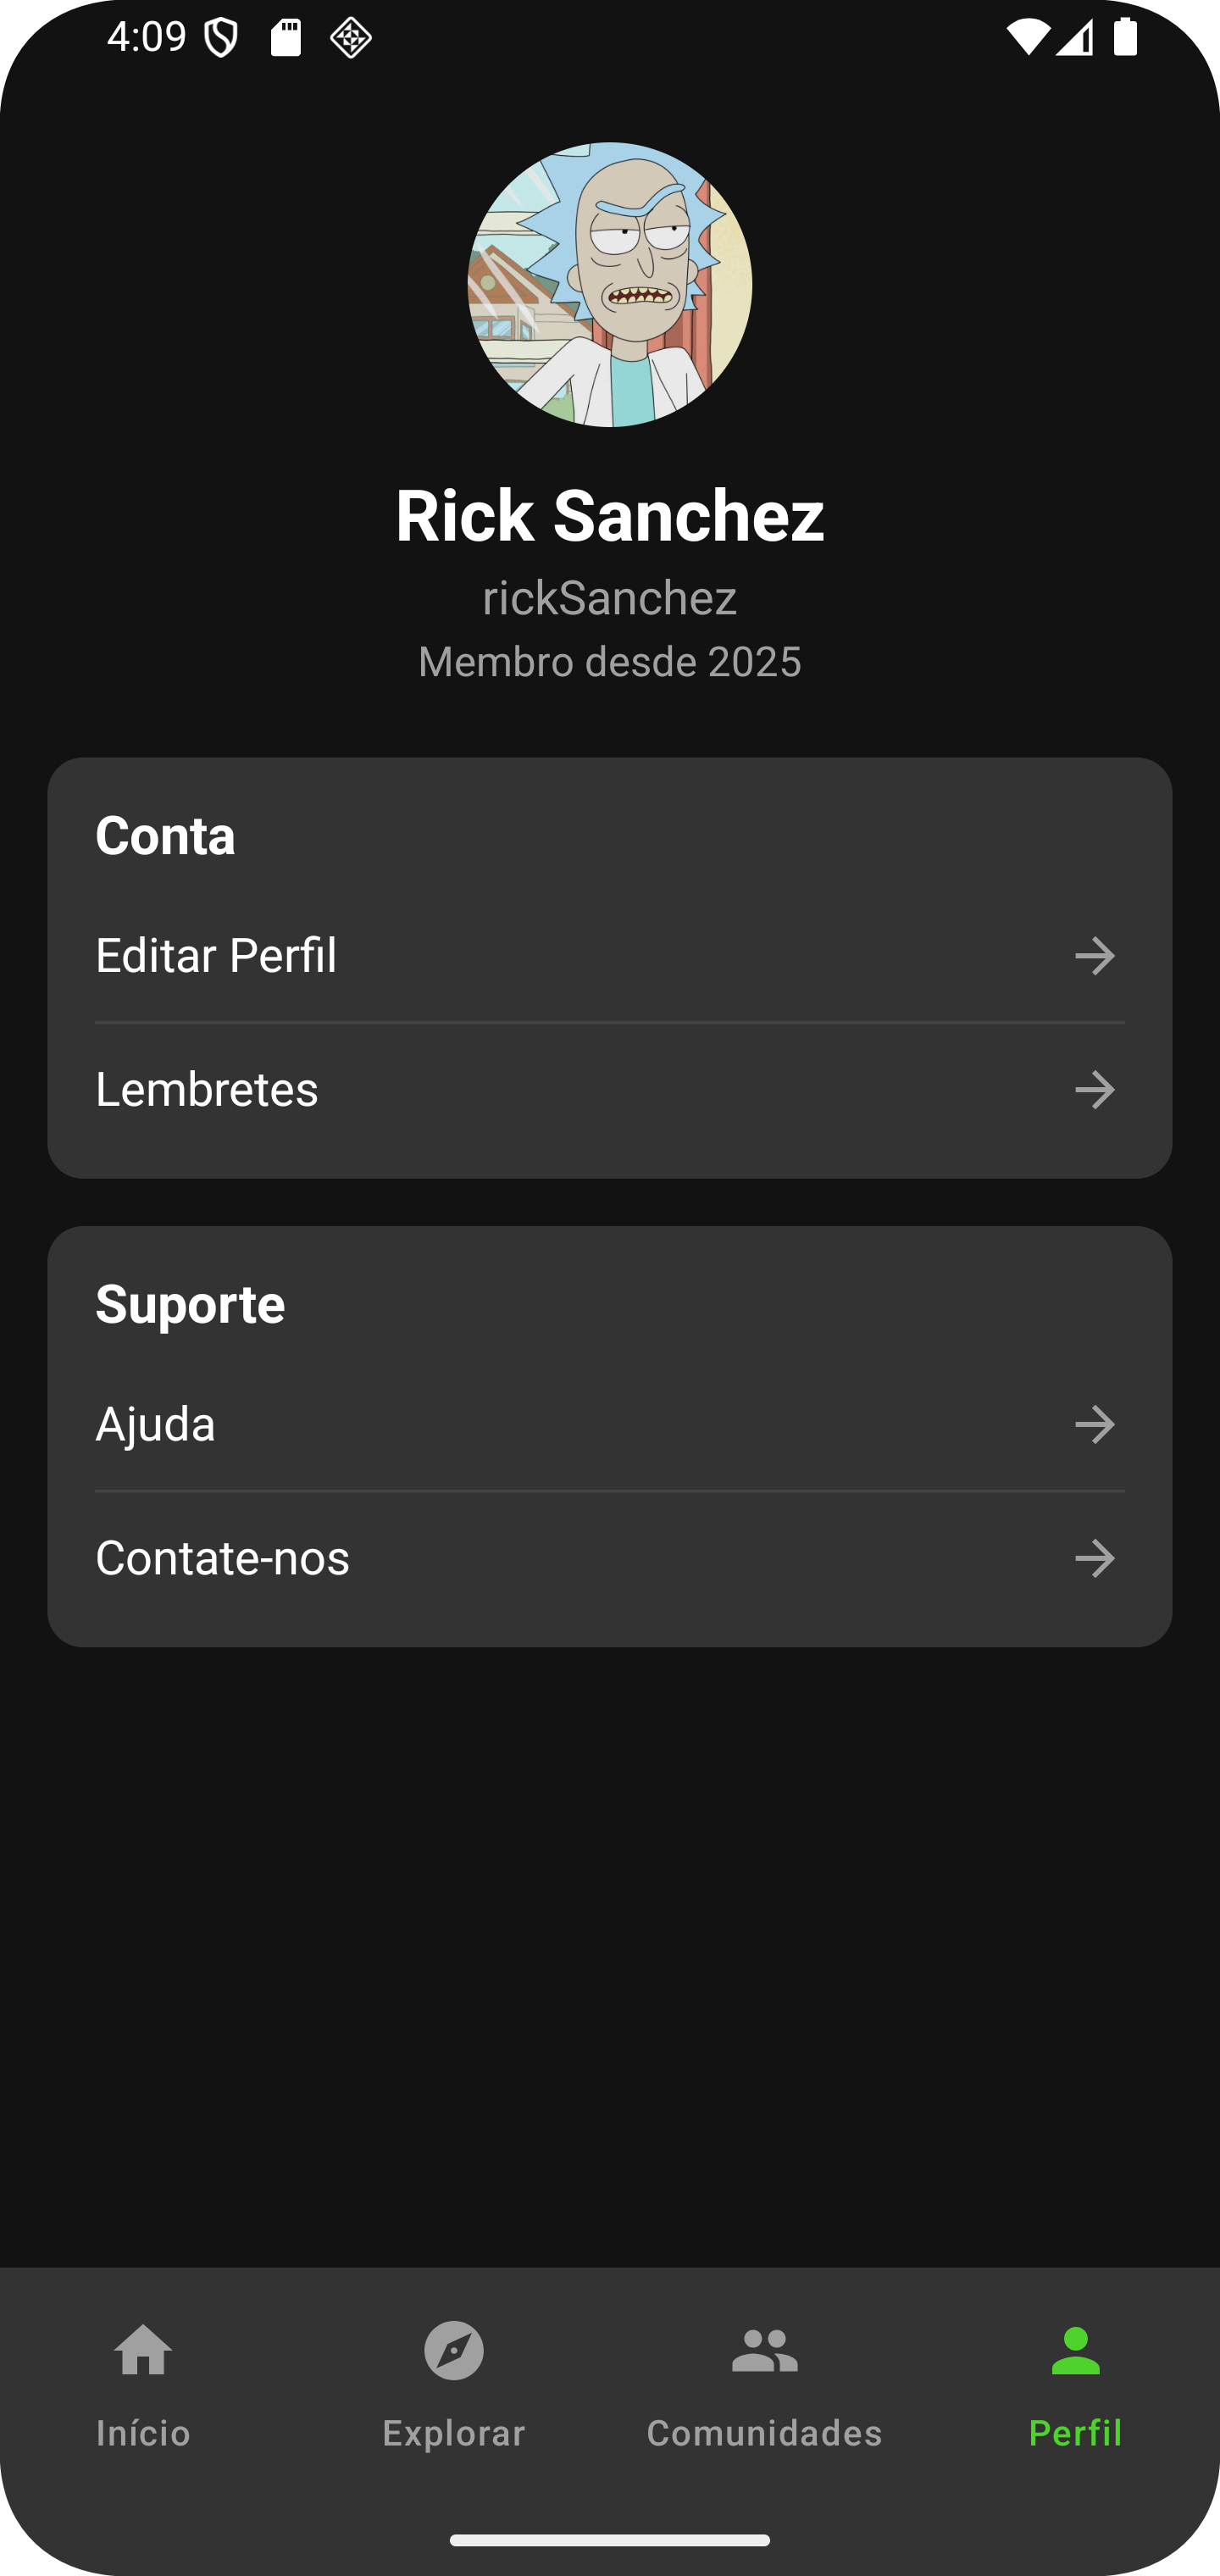 4:09
Rick Sanchez
rickSanchez
Membro desde 2025
Conta
Editar Perfil
Lembretes
Suporte
Ajuda
Contate-nos
Início
Explorar
Comunidades
Perfil